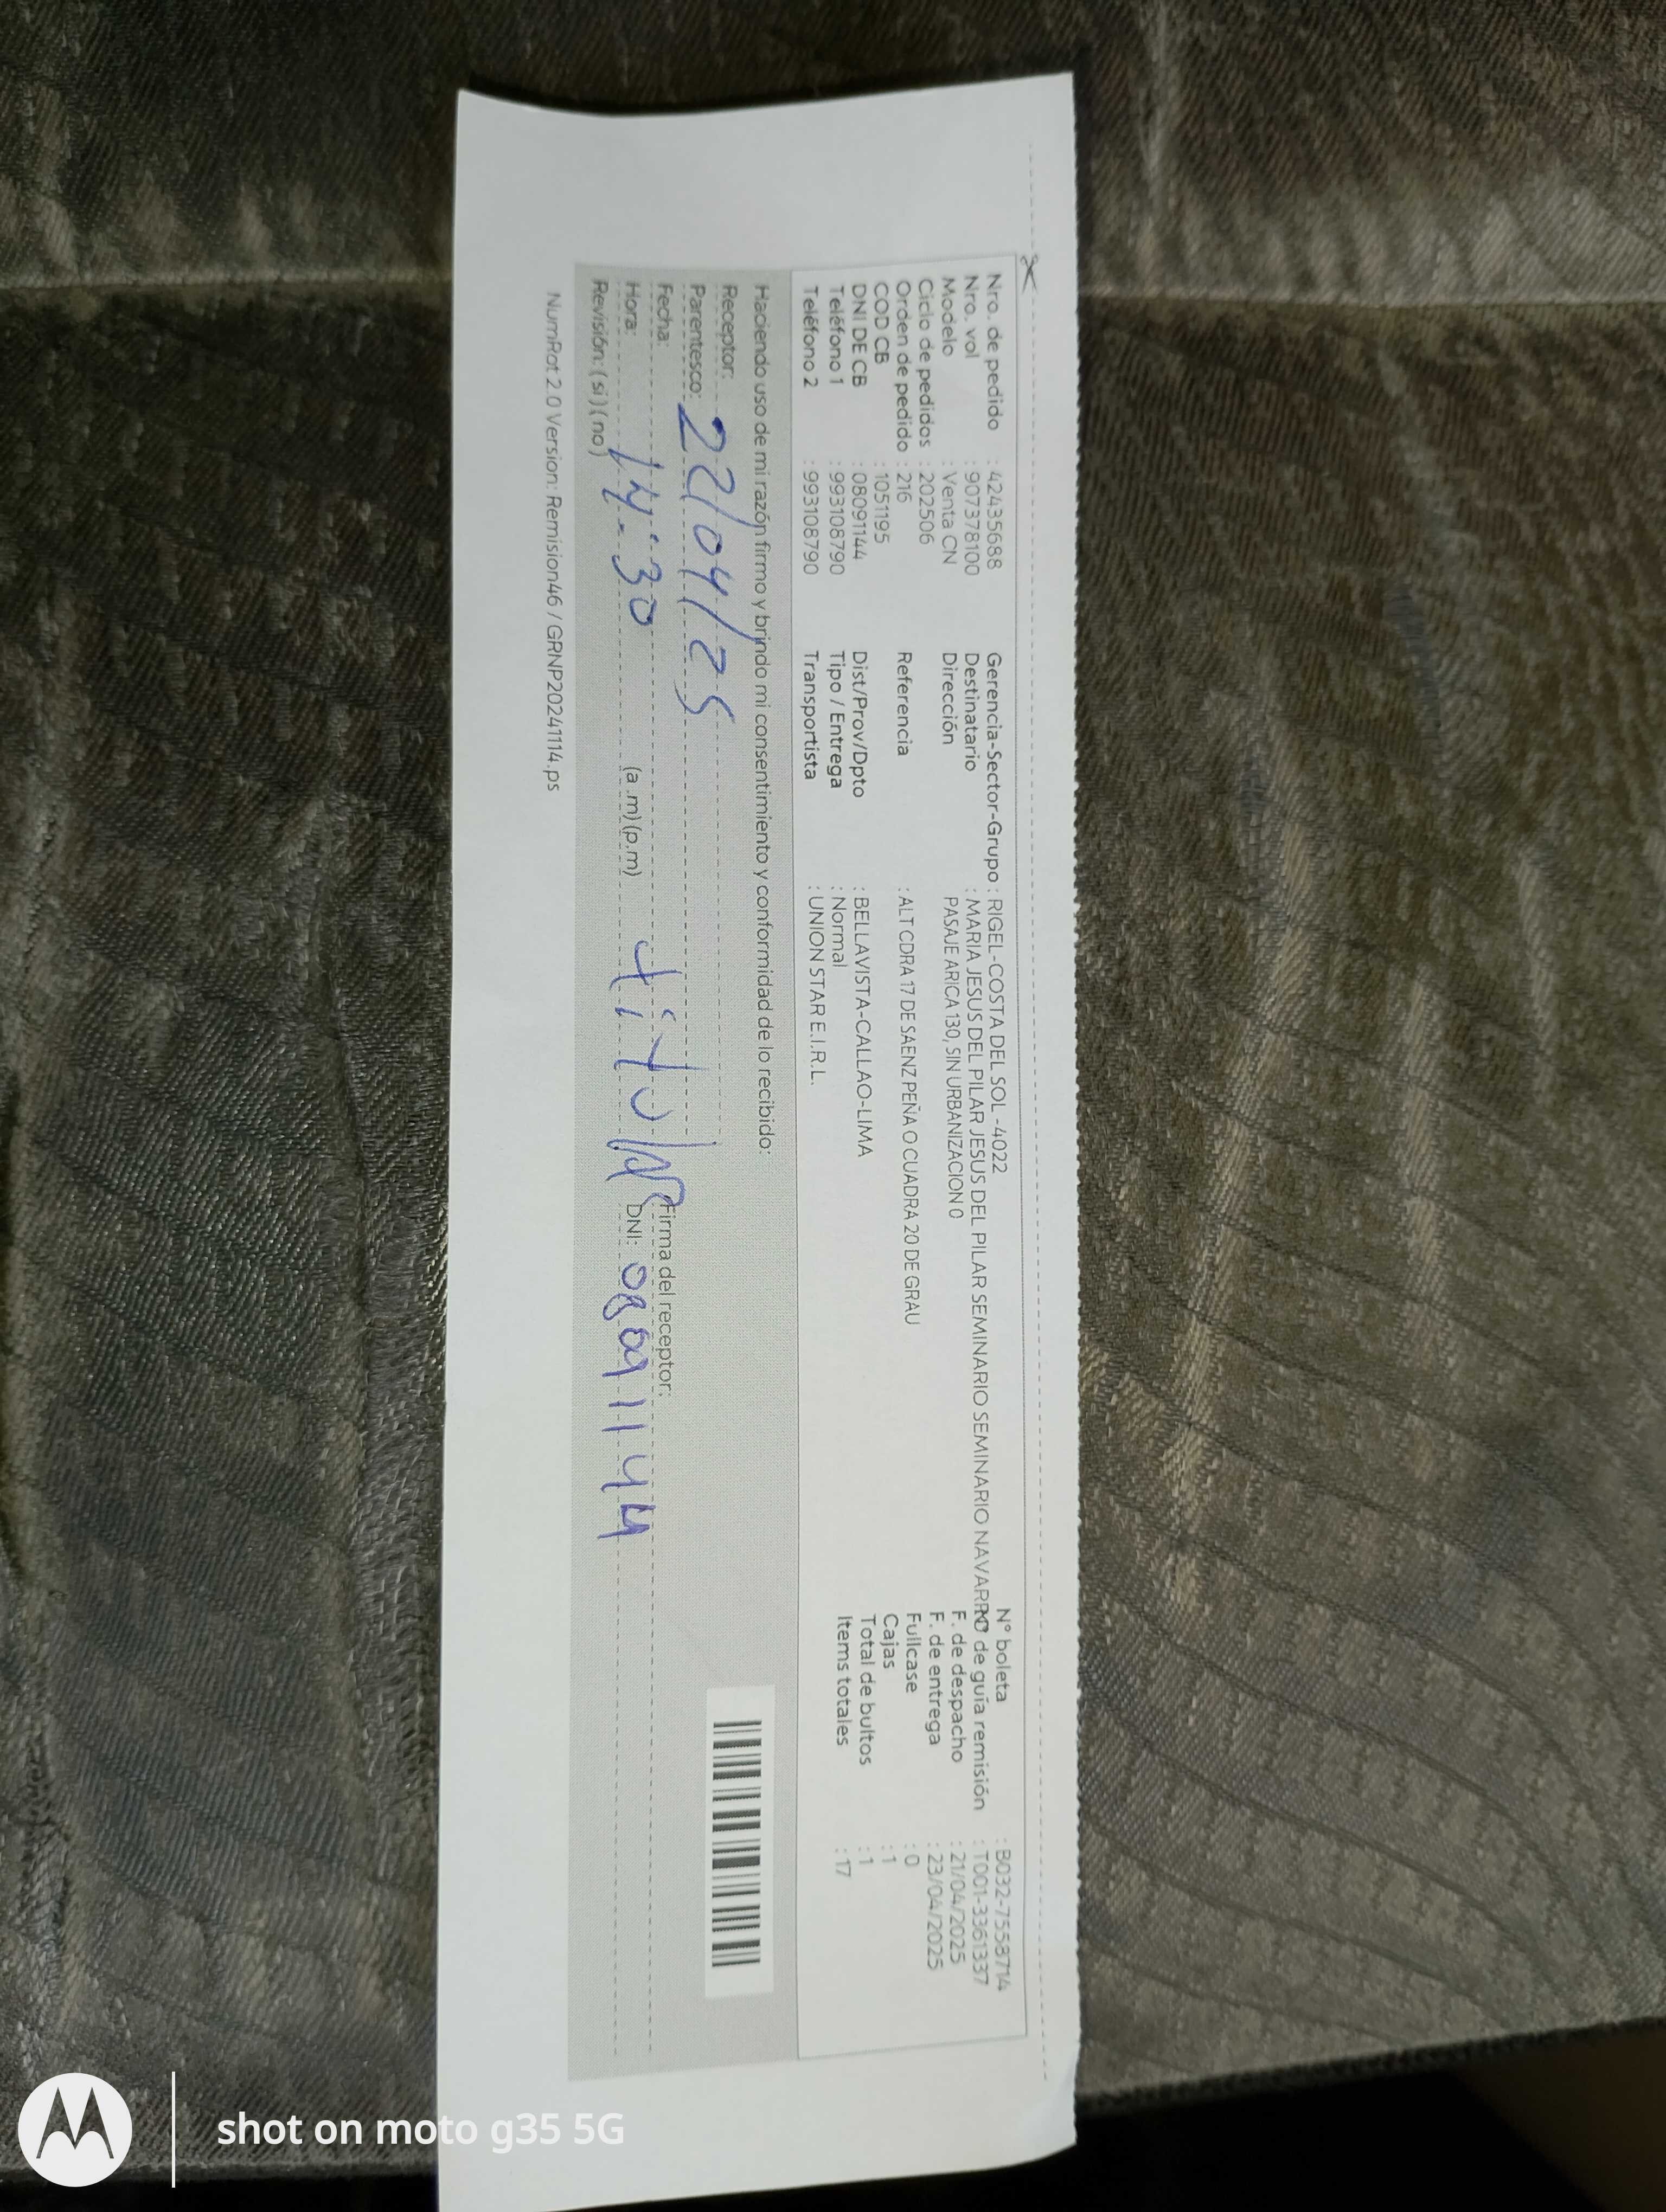 Nro. de pedido : 42435688
Nro. vol : 907378100
Modelo : Venta CN
Ciclo de pedidos : 202506
Orden de pedido : 216
COD CB : 1051195
DNI DE CB : 08091144
Teléfono 1 : 993108790
Teléfono 2 : 993108790
Gerencia-Sector-Grupo : RIGEL-COSTA DEL SOL -4022
Destinatario : MARIA JESUS DEL PILAR JESUS DEL PILAR SEMINARIO SEMINARIO NAVARRO
Dirección PASAJE ARICA 130, SIN URBANIZACION 0
Referencia : ALT CDRA 17 DE SAENZ PEÑA O CUADRA 20 DE GRAU
Dist/Prov/Dpto : BELLAVISTA-CALLAO-LIMA
Tipo / Entrega : Normal
Transportista : UNION STAR E.I.R.L.
N° boleta : B032-7558714
N° de guía remisión : T001-3361337
F. de despacho : 21/04/2025
F. de entrega : 23/04/2025
Fullcase : 0
Cajas : 1
Total de bultos : 1
Items totales : 17
Haciendo uso de mi razón firmo y brindo mi consentimiento y conformidad de lo recibido:
Receptor:
Parentesco: 22/04/25
Fecha:
Hora: 14:30 (a.m) (p.m) titular
Revisión: ( si ) ( no )
Firma del receptor:
DNI: 08091144
NumRot 2.0 Version: Remision46 / GRNP20241114.ps
shot on moto g35 5G